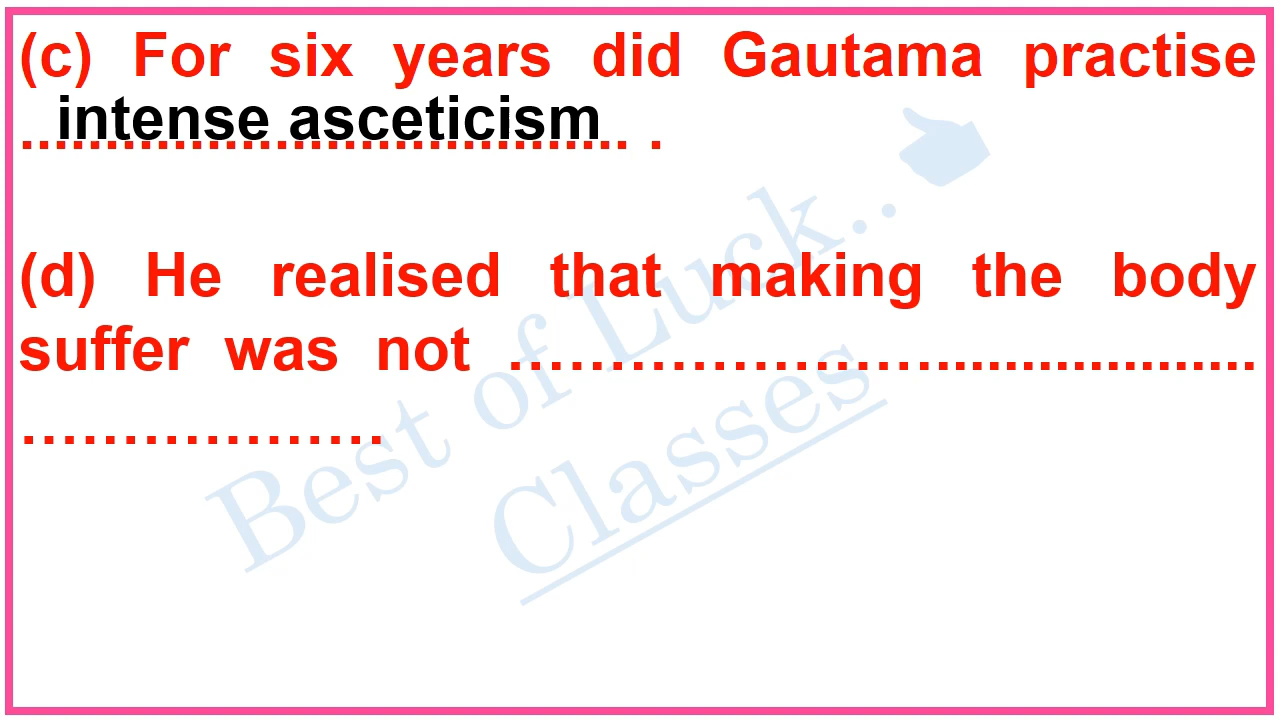 (c) For six years did Gautama practise
intense asceticism
.................................... .
(d) He realised that making the body
suffer was not ……………………...................
………………
Best of Luck..
Classes